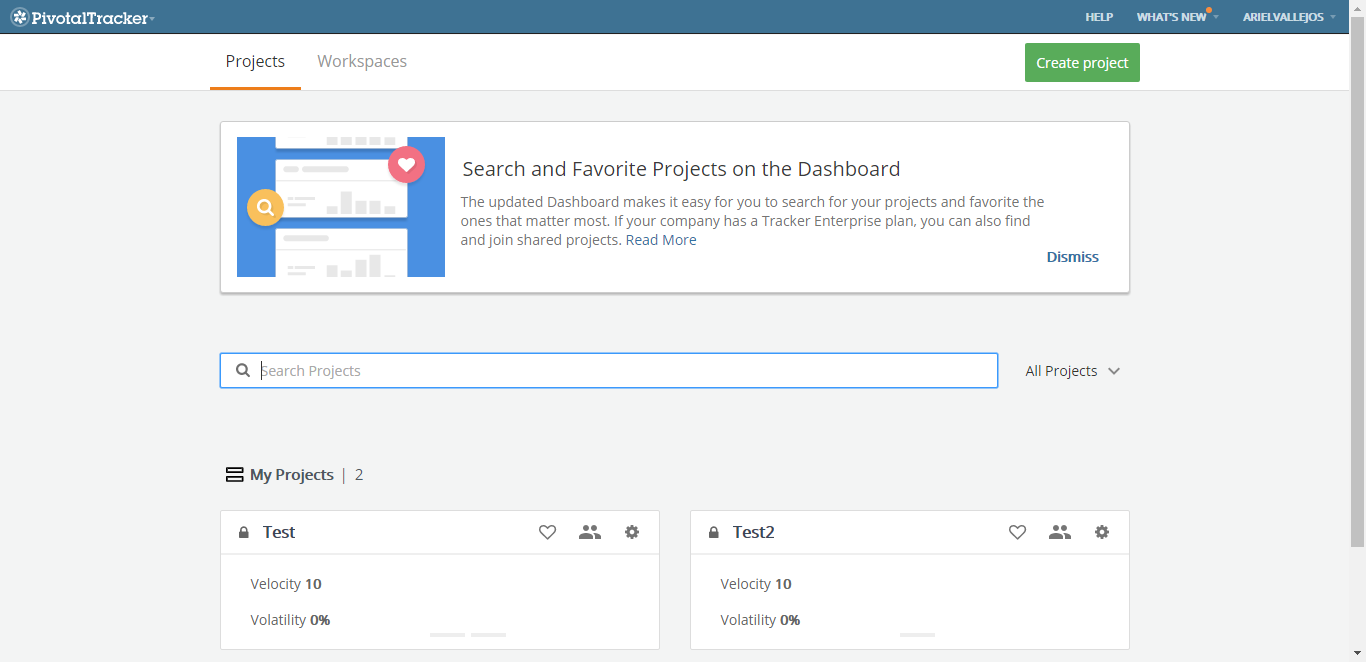 PivotalTracker
HELP
WHAT'S NEW
ARIELVALLEJOS
Projects
Workspaces
Create project
Search and Favorite Projects on the Dashboard
The updated Dashboard makes it easy for you to search for your projects and favorite the
ones that matter most. If your company has a Tracker Enterprise plan, you can also find
and join shared projects. Read More
Dismiss
Search Projects
All Projects
My Projects | 2
Test
Velocity 10
Volatility 0%
Test2
Velocity 10
Volatility 0%